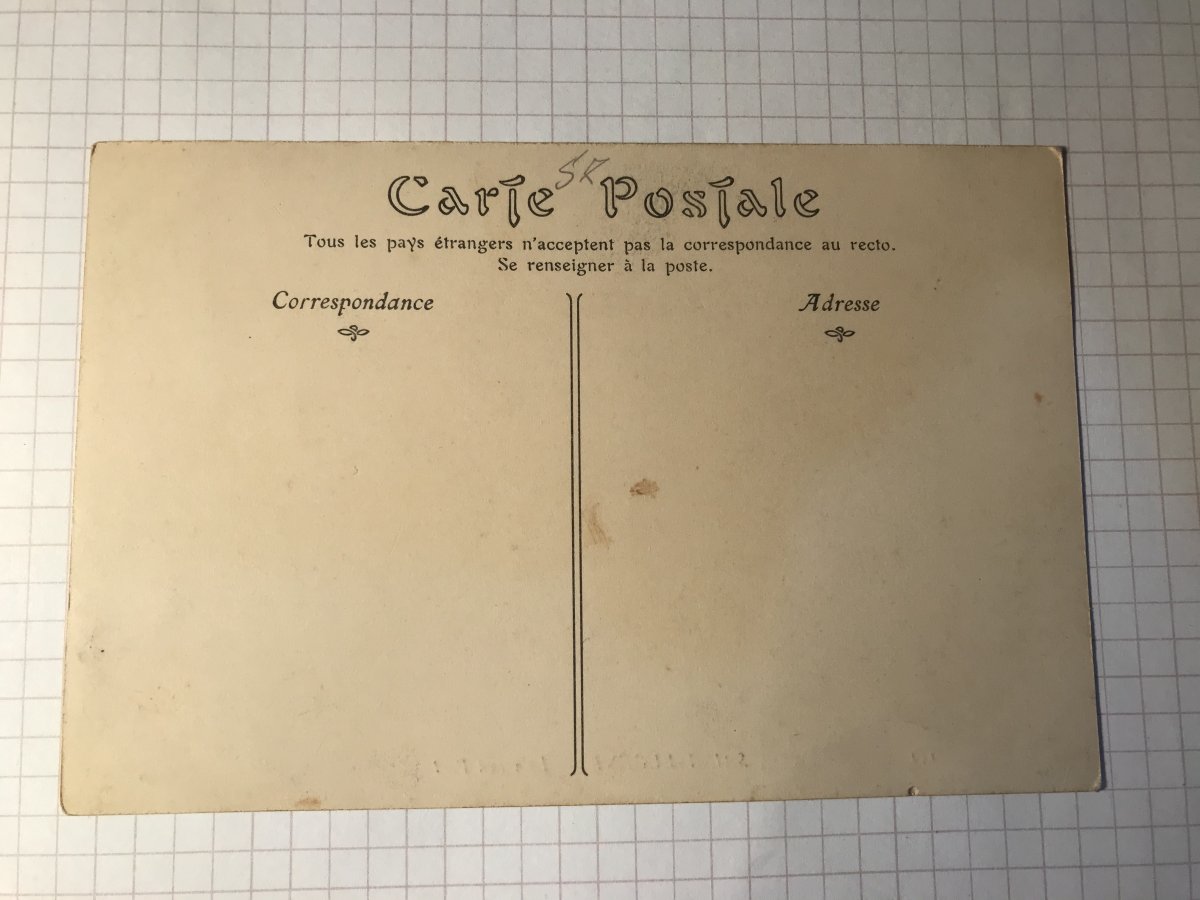 Carte Postale
Tous les pays étrangers n'acceptent pas la correspondance au recto.
Se renseigner à la poste.
Correspondance
Adresse